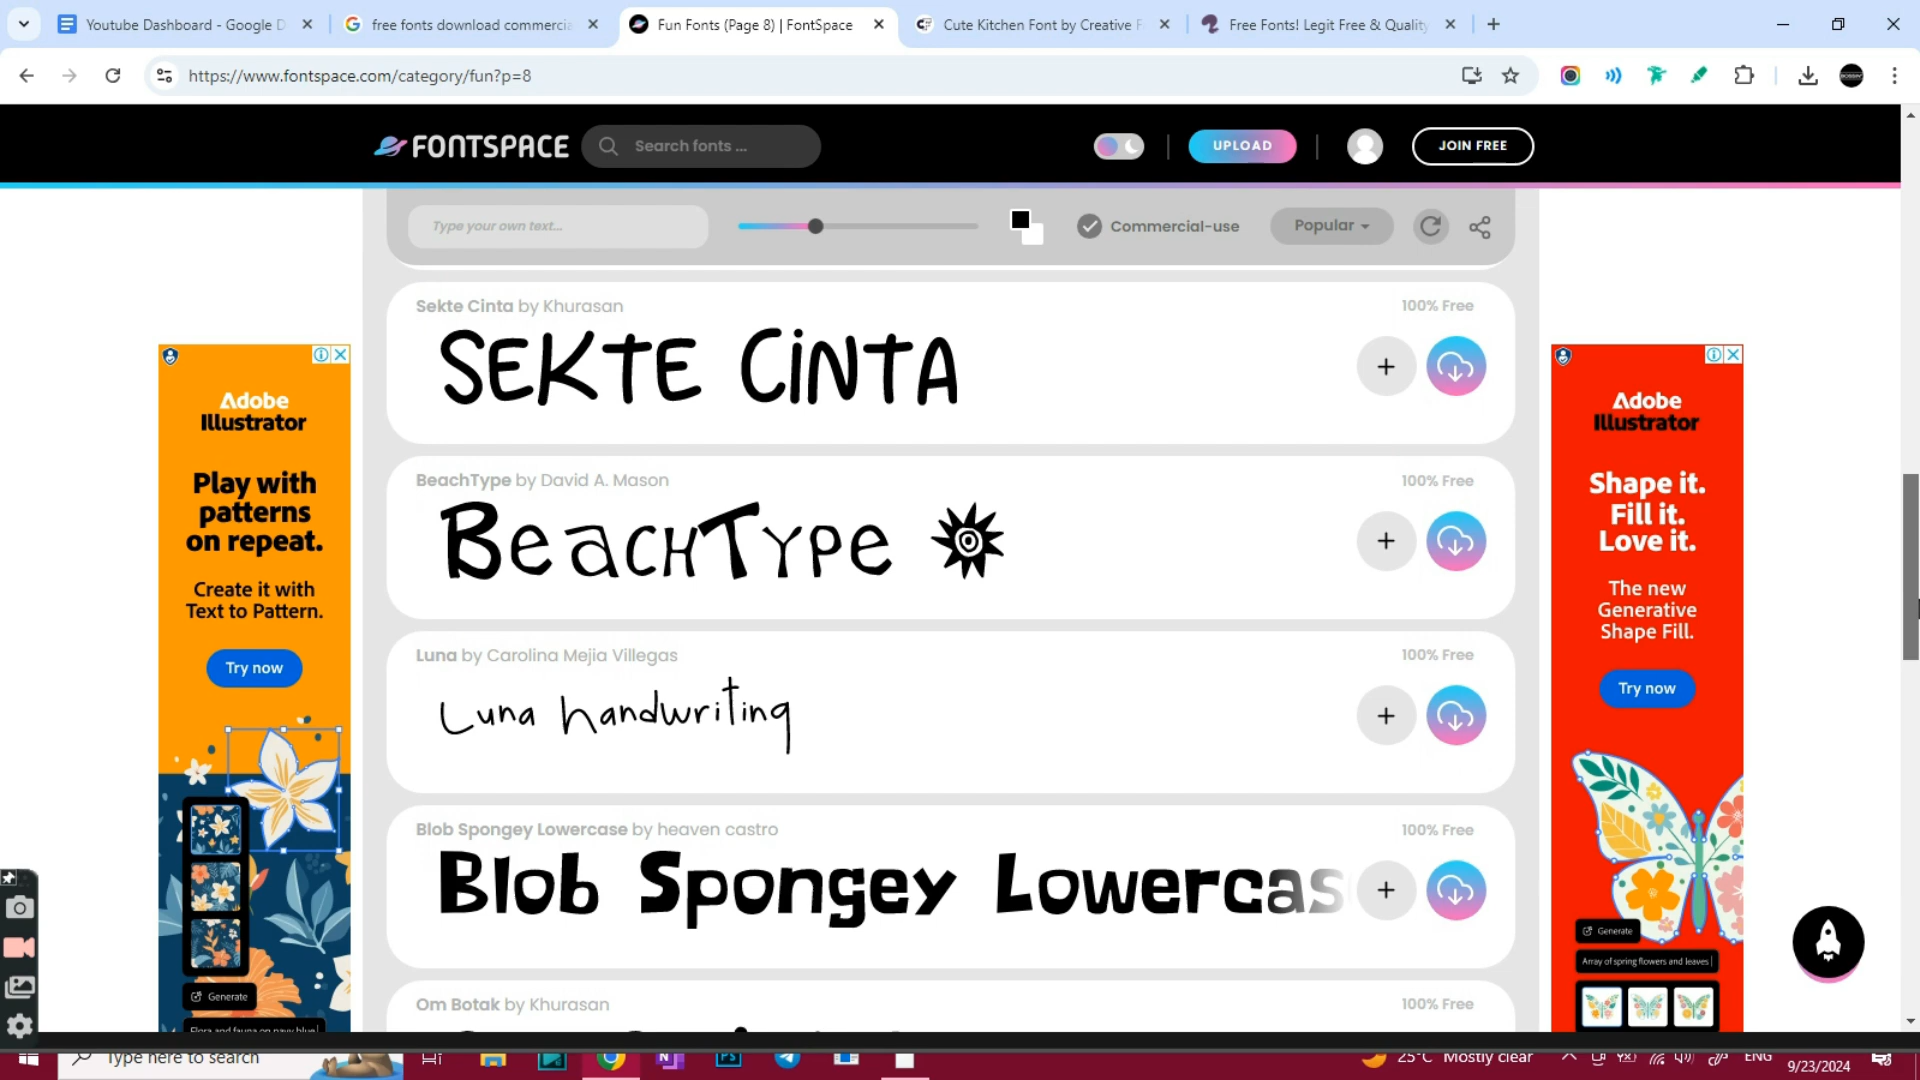 Youtube Dashboard - Google D
free fonts download commercia
Fun Fonts (Page 8) | FontSpace
Cute Kitchen Font by Creative F
Free Fonts! Legit Free & Quality
https://www.fontspace.com/category/fun?p=8
FONTSPACE
Search fonts ...
UPLOAD
JOIN FREE
Type your own text...
Commercial-use
Popular
Sekte Cinta by Khurasan
100% Free
SEKTE CiNTA
BeachType by David A. Mason
100% Free
BeachType
Luna by Carolina Mejia Villegas
100% Free
Luna handwriting
Blob Spongey Lowercase by heaven castro
100% Free
Blob Spongey Lowercas
Om Botak by Khurasan
100% Free
Adobe
Illustrator
Play with
patterns
on repeat.
Create it with
Text to Pattern.
Try now
Generate
Flora and fauna on navy blue
Adobe
Illustrator
Shape it.
Fill it.
Love it.
The new
Generative
Shape Fill.
Try now
Generate
Array of spring flowers and leaves
Type here to search
25°C Mostly clear
ENG
9/23/2024